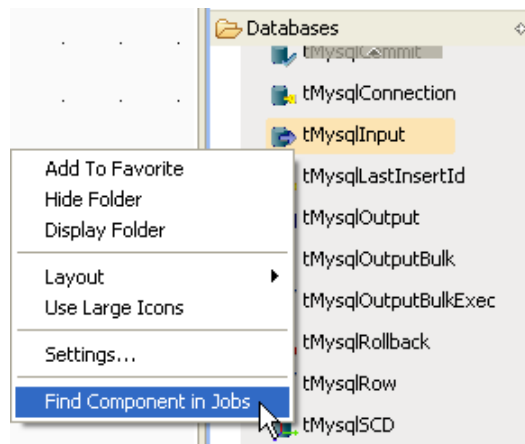 Databases
tMysqlCommit
tMysqlConnection
tMysqlInput
tMysqlLastInsertId
tMysqlOutput
tMysqlOutputBulk
tMysqlOutputBulkExec
tMysqlRollback
tMysqlRow
tMysqlSCD
Add To Favorite
Hide Folder
Display Folder
Layout
Use Large Icons
Settings...
Find Component in Jobs